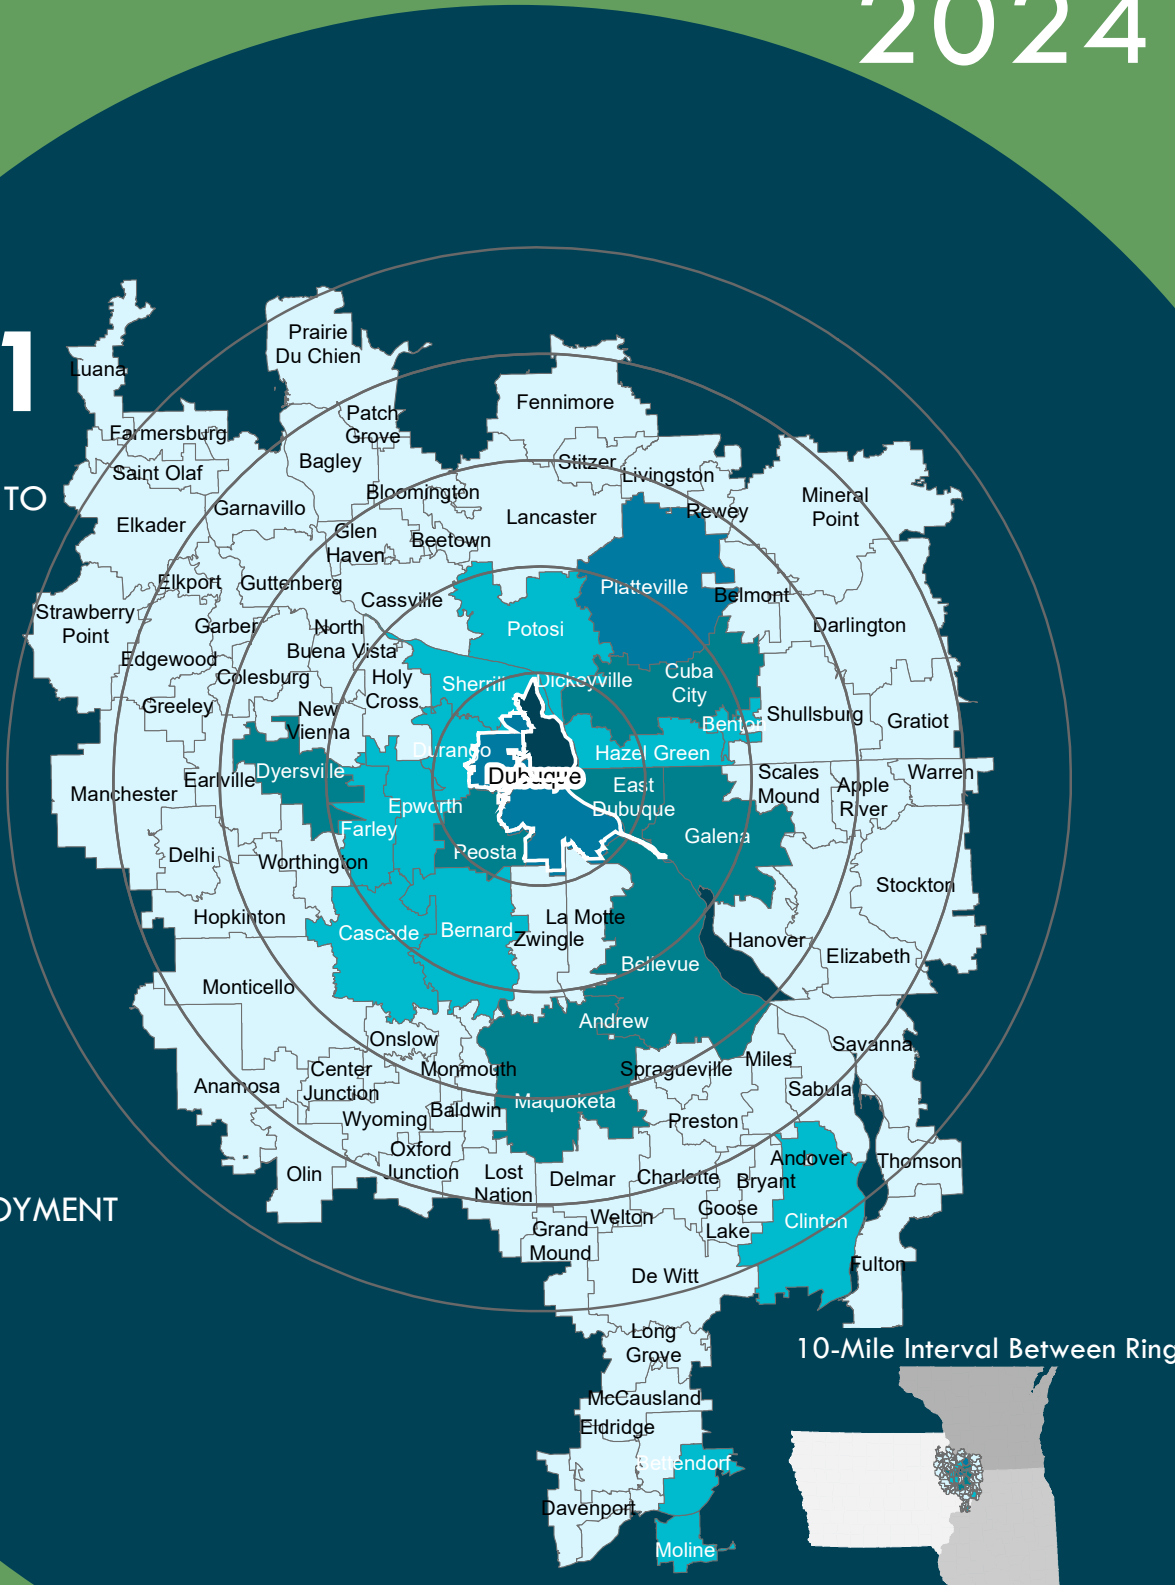 2024
1
TO
OYMENT
Prairie
Du Chien
Luana
Fennimore
Patch
Grove
Farmersburg
Bagley
Stitzer
Saint Olaf
Livingston
Bloomington
Mineral
Point
Garnavillo
Rewey
Lancaster
Elkader
Glen
Haven
Beetown
Elkport
Guttenberg
Platteville
Belmont
Cassville
Strawberry
Point
Garber
North
Buena Vista
Potosi
Darlington
Edgewood
Colesburg
Holy
Cross
Sherrill
Dickeyville
Cuba
City
Greeley
New
Vienna
Benton
Shullsburg
Gratiot
Durango
Hazel Green
Dyersville
Earlville
Dubuque
Scales
Mound
Apple
River
Warren
Manchester
East
Dubuque
Epworth
Farley
Galena
Delhi
Worthington
Peosta
Stockton
Hopkinton
Cascade
Bernard
La Motte
Zwingle
Hanover
Elizabeth
Bellevue
Monticello
Andrew
Onslow
Savanna
Center
Junction
Monmouth
Spragueville
Miles
Anamosa
Sabula
Wyoming
Baldwin
Maquoketa
Preston
Oxford
Junction
Andover
Thomson
Olin
Lost
Nation
Delmar
Charlotte
Bryant
Goose
Lake
Clinton
Welton
Grand
Mound
Fulton
De Witt
Long
Grove
10-Mile Interval Between Ring
McCausland
Eldridge
Bettendorf
Davenport
Moline